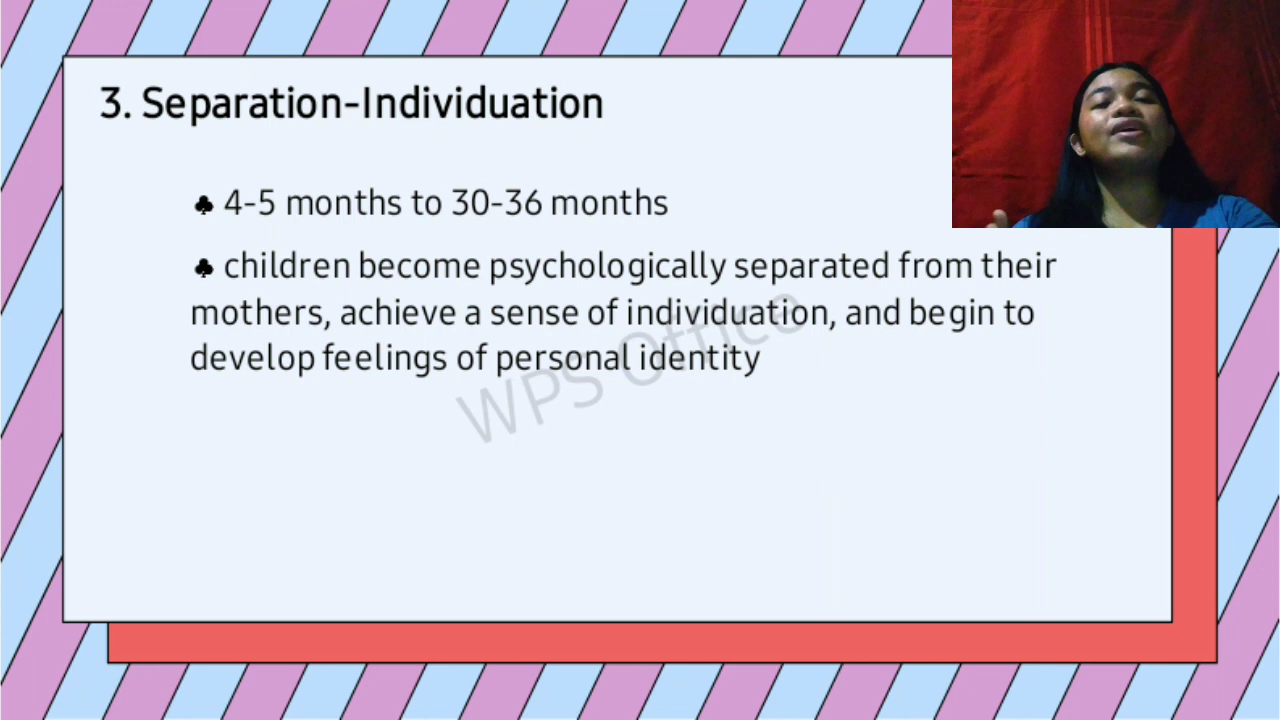 3. Separation-Individuation
♣ 4-5 months to 30-36 months
♣ children become psychologically separated from their
mothers, achieve a sense of individuation, and begin to
develop feelings of personal identity
WPS Office